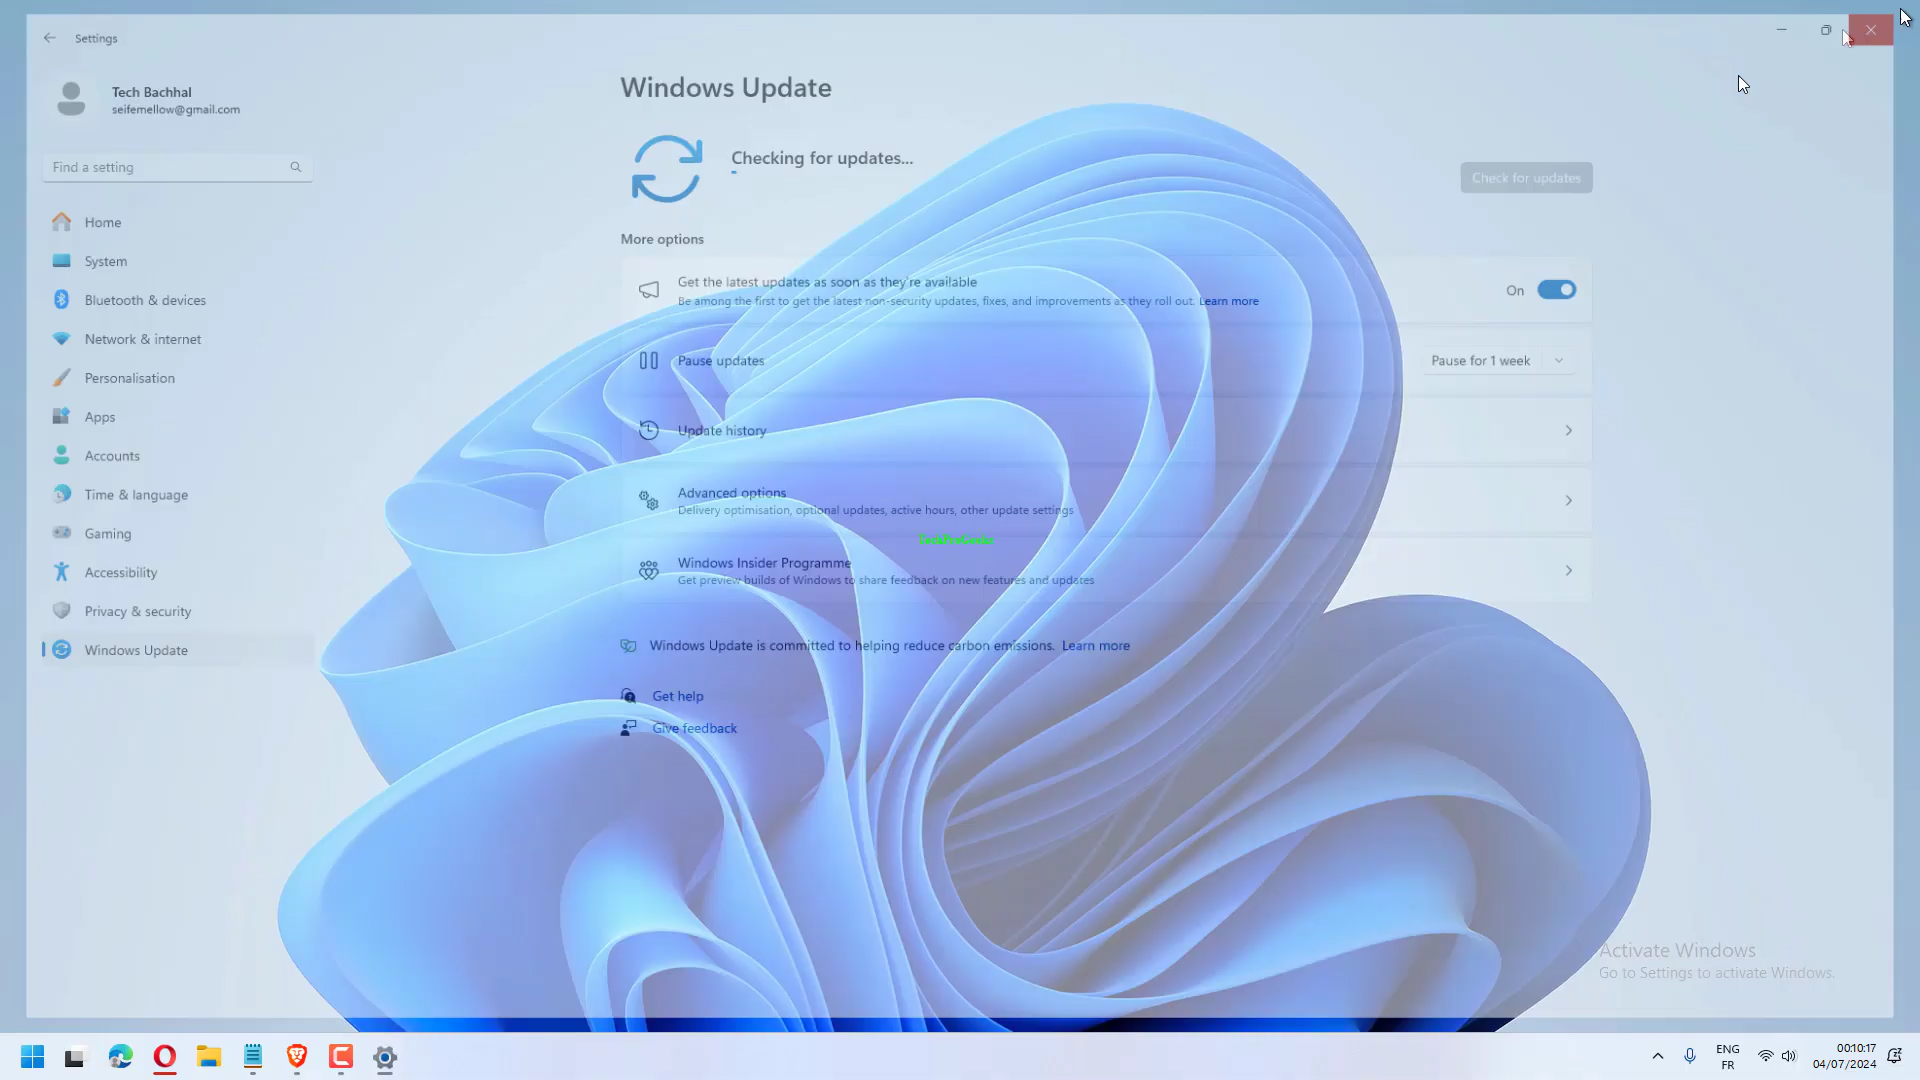 Settings
Tech Bachhal
seifemellow@gmail.com
Find a setting
Home
System
Bluetooth & devices
Network & internet
Personalisation
Apps
Accounts
Time & language
Gaming
Accessibility
Privacy & security
Windows Update
Windows Update
Checking for updates...
Check for updates
More options
Get the latest updates as soon as they're available
Be among the first to get the latest non-security updates, fixes, and improvements as they roll out. Learn more
On
Pause updates
Pause for 1 week
Update history
Advanced options
Delivery optimisation, optional updates, active hours, other update settings
TechProGeeks
Windows Insider Programme
Get preview builds of Windows to share feedback on new features and updates
Windows Update is committed to helping reduce carbon emissions. Learn more
Get help
Give feedback
Activate Windows
Go to Settings to activate Windows.
ENG
FR
00:10:17
04/07/2024